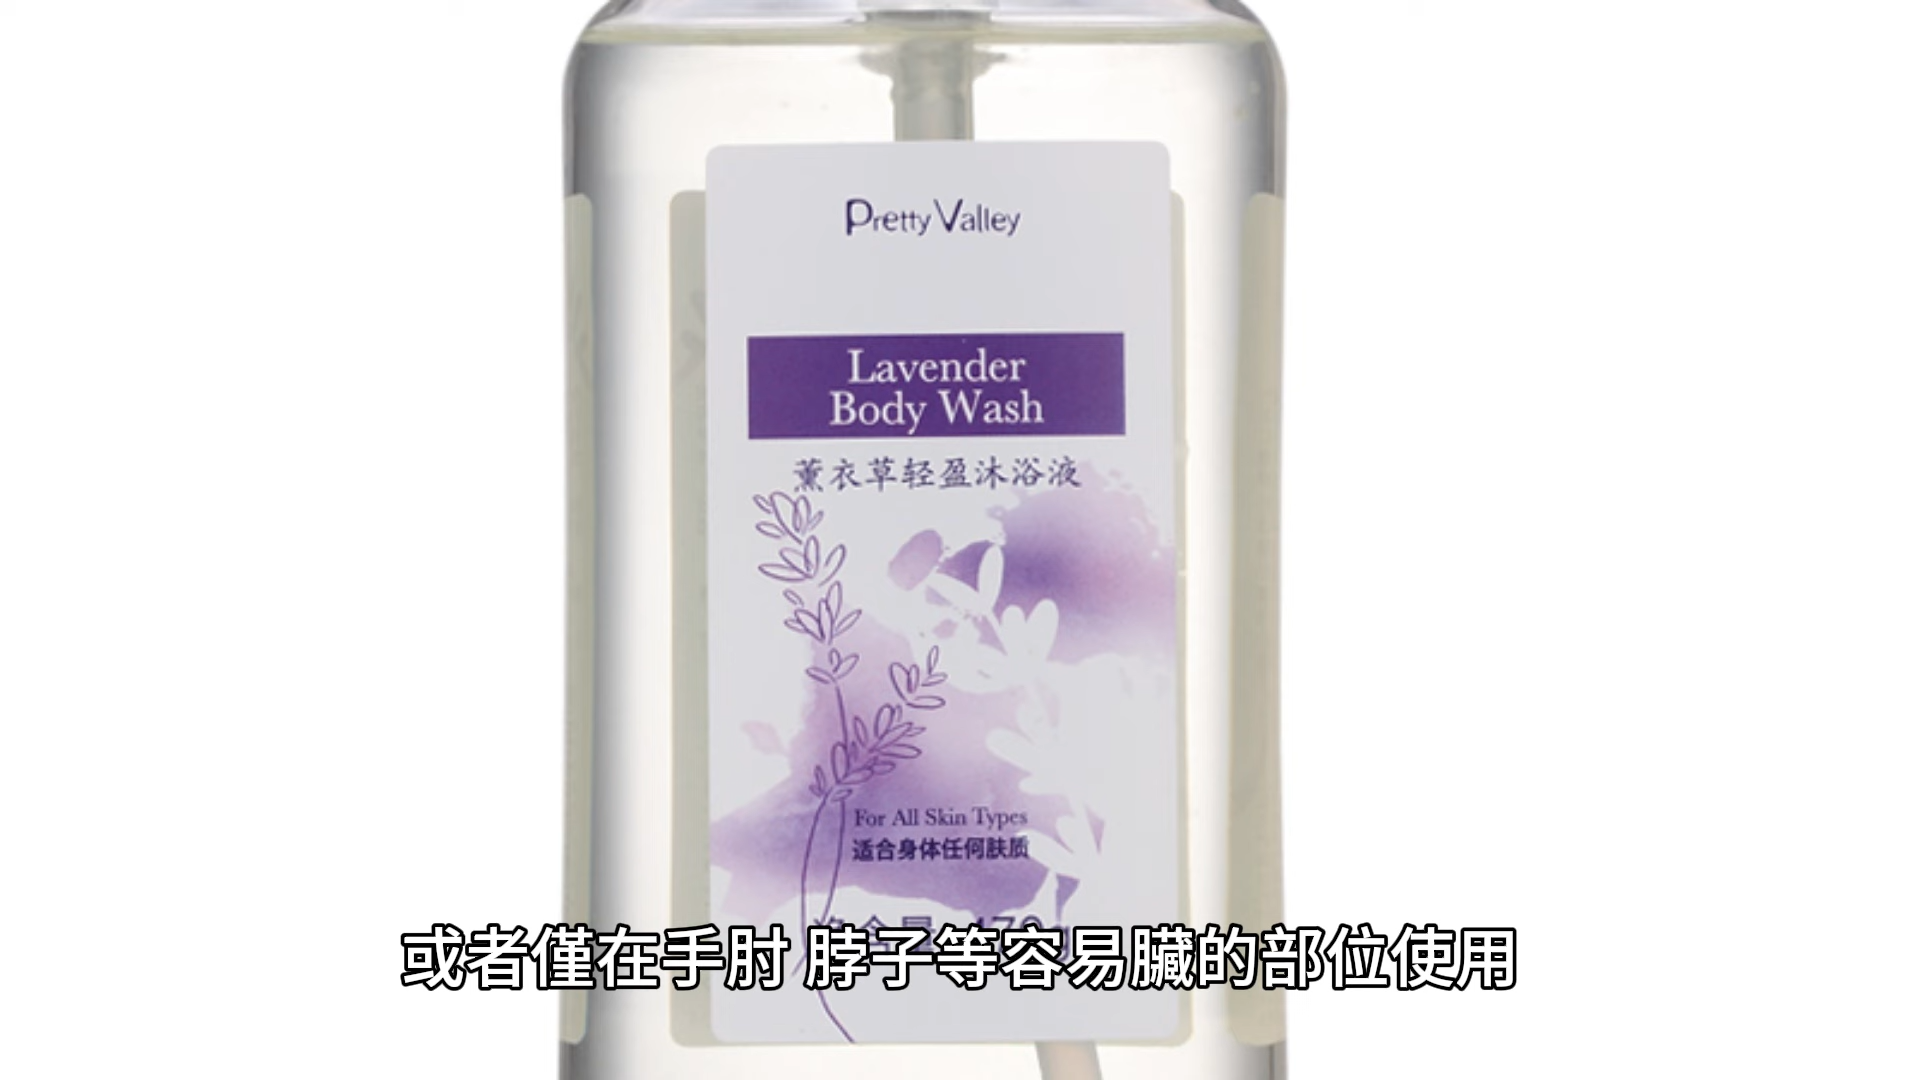 Pretty Valley
Lavender
Body Wash
薰衣草轻盈沐浴液
For All Skin Types
适合身体任何肤质
或者僅在手肘 脖子等容易臟的部位使用